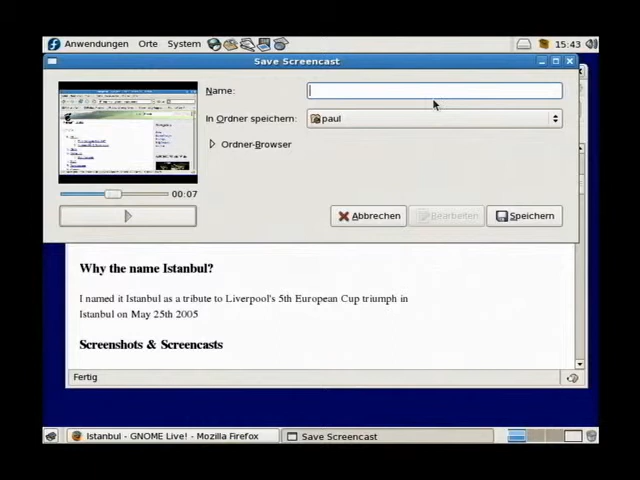 Anwendungen Orte System 15:43
Save Screencast
Name:
In Ordner speichern: paul
Ordner-Browser
00:07
Abbrechen Bearbeiten Speichern
Why the name Istanbul?
I named it Istanbul as a tribute to Liverpool's 5th European Cup triumph in
Istanbul on May 25th 2005
Screenshots & Screencasts
Fertig
Istanbul - GNOME Live! - Mozilla Firefox Save Screencast